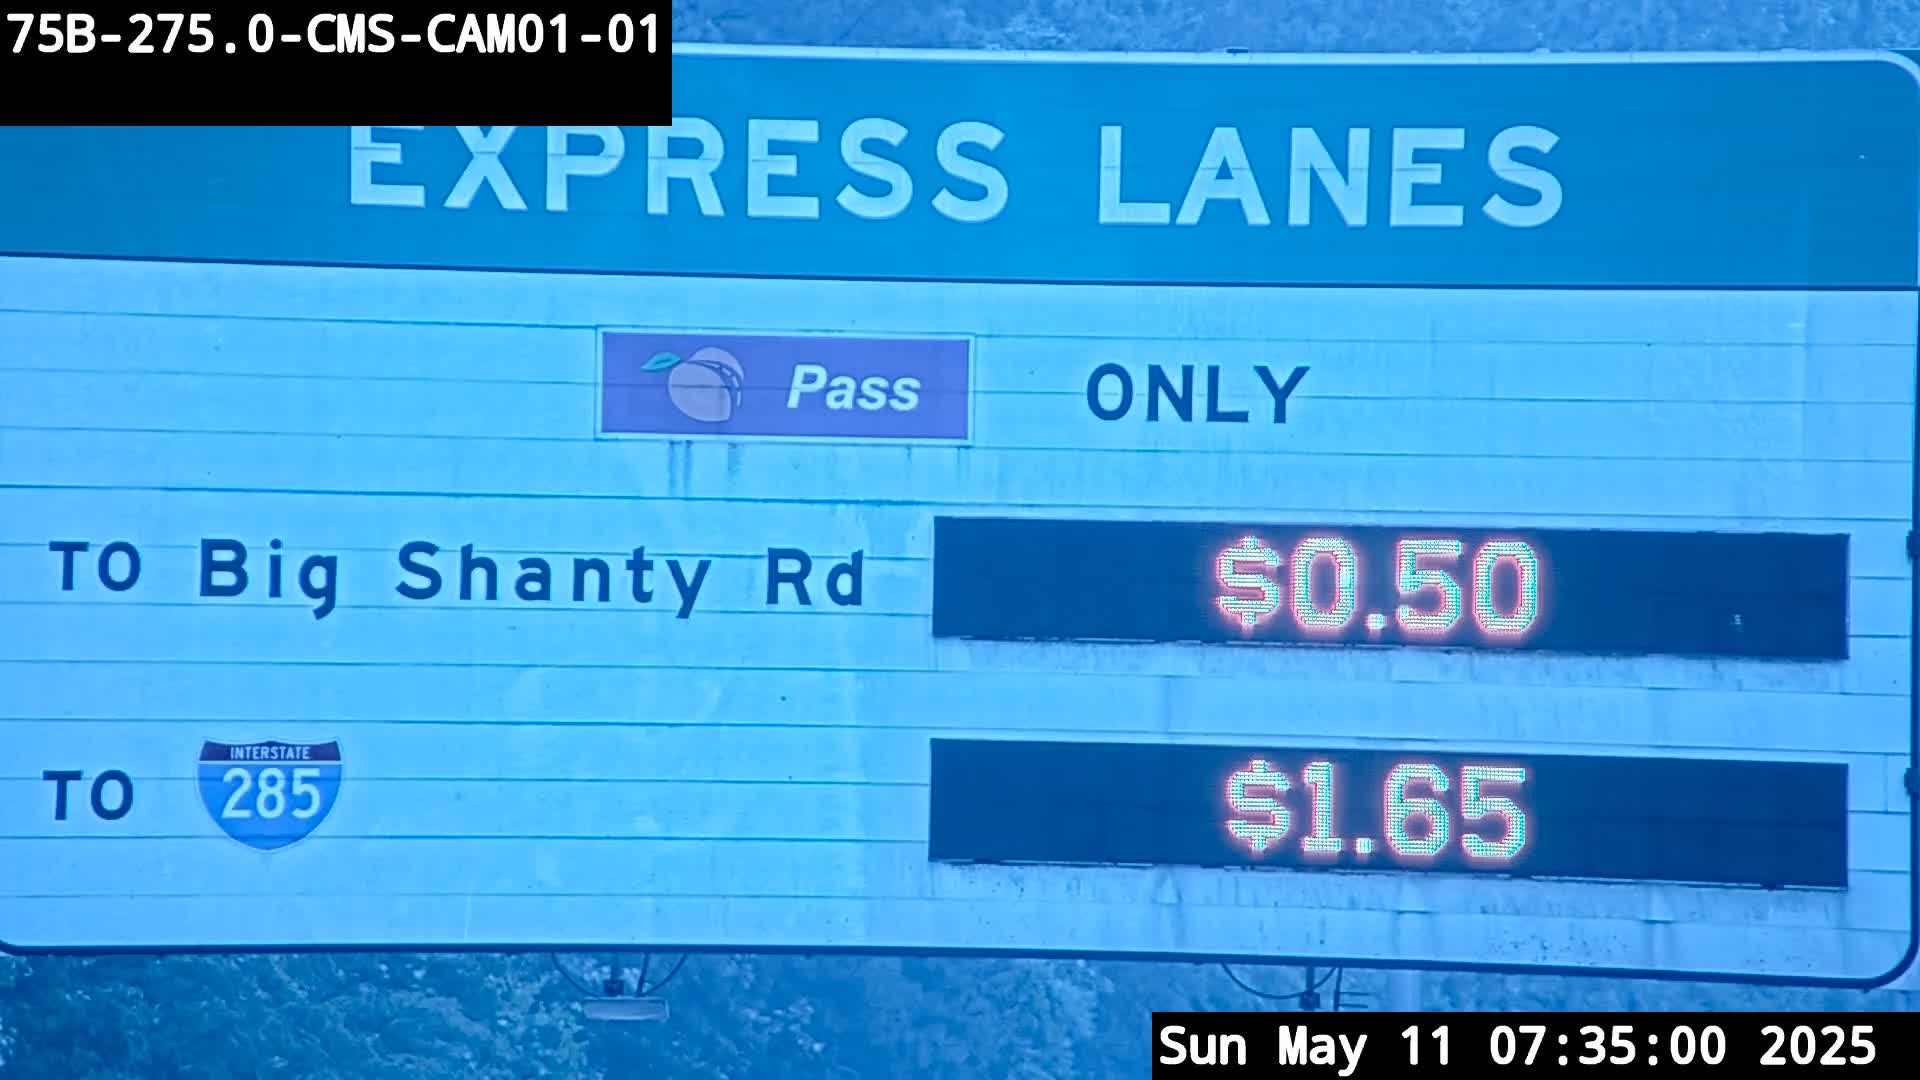 75B-275.0-CMS-CAM01-01
EXPRESS LANES
Pass ONLY
TO Big Shanty Rd $0.50
INTERSTATE
TO 285 $1.65
Sun May 11 07:35:00 2025